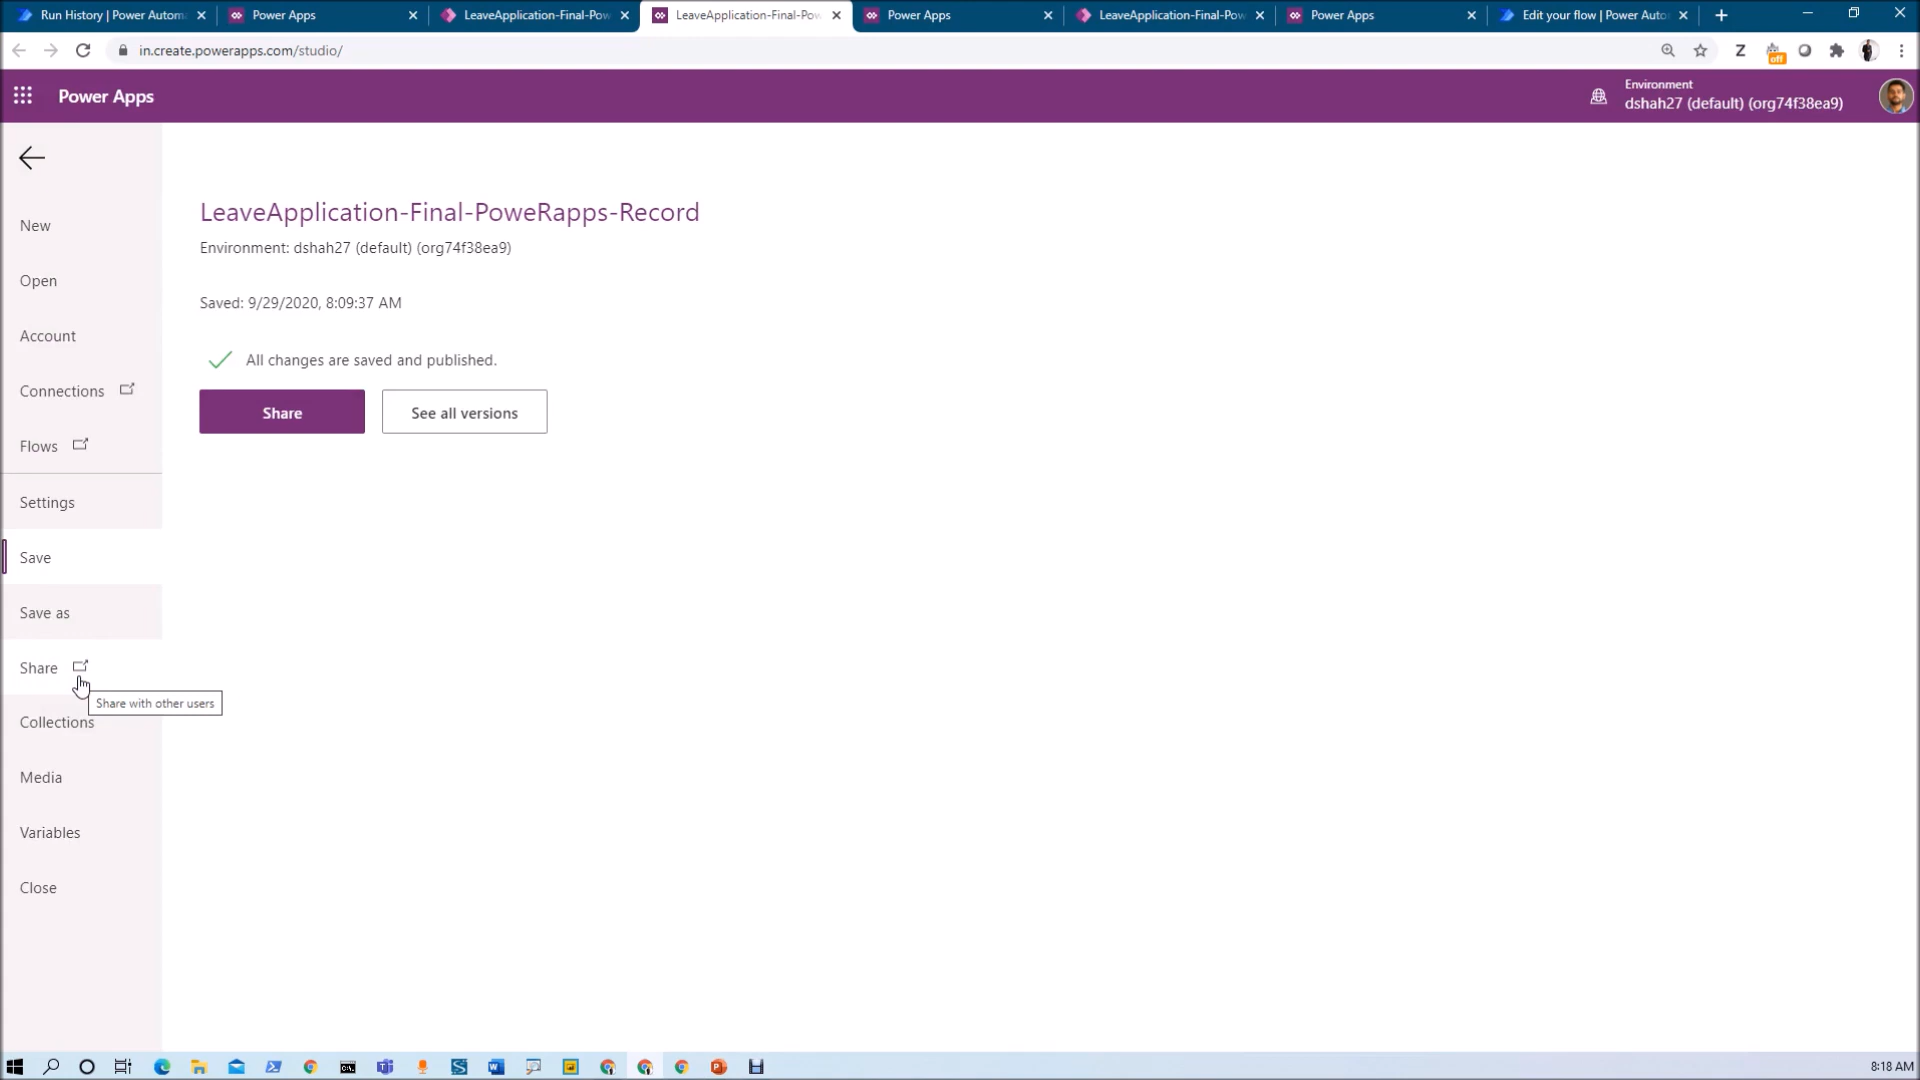 Run History | Power Autom
Power Apps
LeaveApplication-Final-Pow
LeaveApplication-Final-Pow
Power Apps
LeaveApplication-Final-Pow
Power Apps
Edit your flow | Power Auto
in.create.powerapps.com/studio/
Z
off
Power Apps
Environment
dshah27 (default) (org74f38ea9)
New
Open
Account
Connections
Flows
Settings
Save
Save as
Share
Share with other users
Collections
Media
Variables
Close
LeaveApplication-Final-PoweRapps-Record
Environment: dshah27 (default) (org74f38ea9)
Saved: 9/29/2020, 8:09:37 AM
All changes are saved and published.
Share
See all versions
8:18 AM